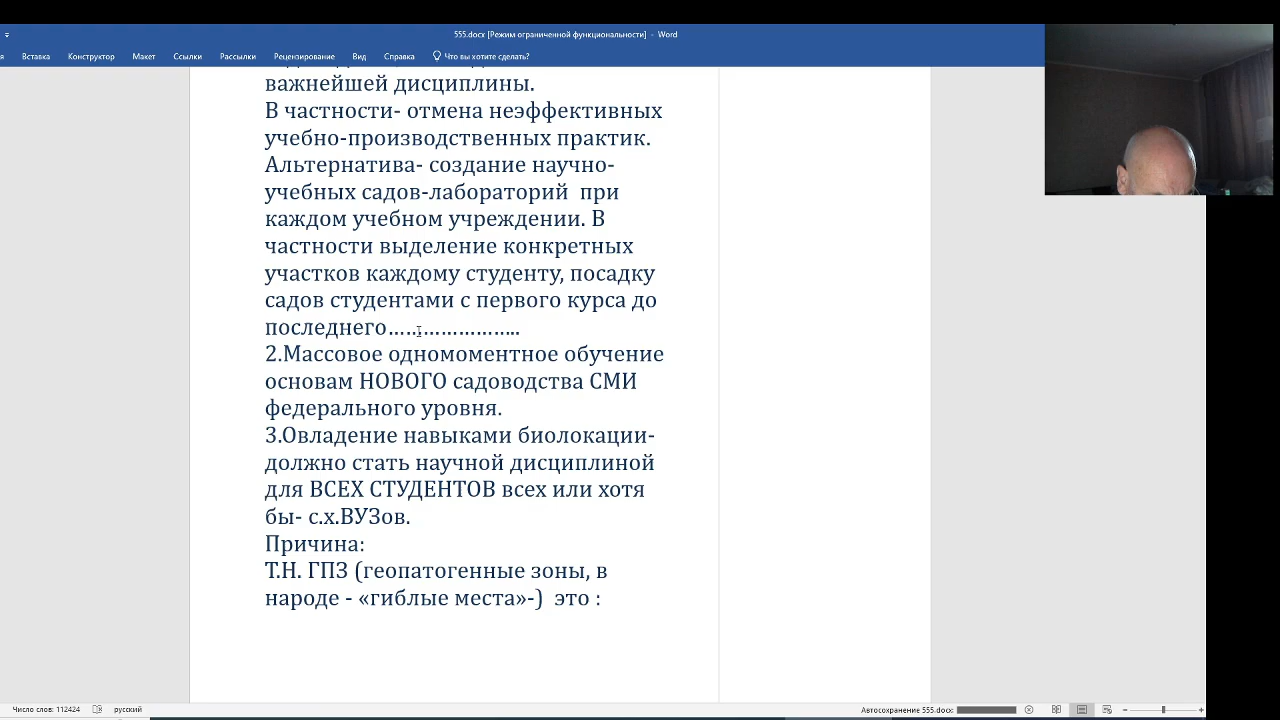 555.docx [Режим ограниченной функциональности] - Word
я Вставка Конструктор Макет Ссылки Рассылки Рецензирование Вид Справка Что вы хотите сделать?
важнейшей дисциплины.
В частности- отмена неэффективных
учебно-производственных практик.
Альтернатива- создание научно-
учебных садов-лабораторий при
каждом учебном учреждении. В
частности выделение конкретных
участков каждому студенту, посадку
садов студентами с первого курса до
последнего…………………..
2.Массовое одномоментное обучение
основам НОВОГО садоводства СМИ
федерального уровня.
3.Овладение навыками биолокации-
должно стать научной дисциплиной
для ВСЕХ СТУДЕНТОВ всех или хотя
бы- с.х.ВУЗов.
Причина:
Т.Н. ГПЗ (геопатогенные зоны, в
народе - «гиблые места»-) это :
Число слов: 112424 русский Автосохранение 555.docx: